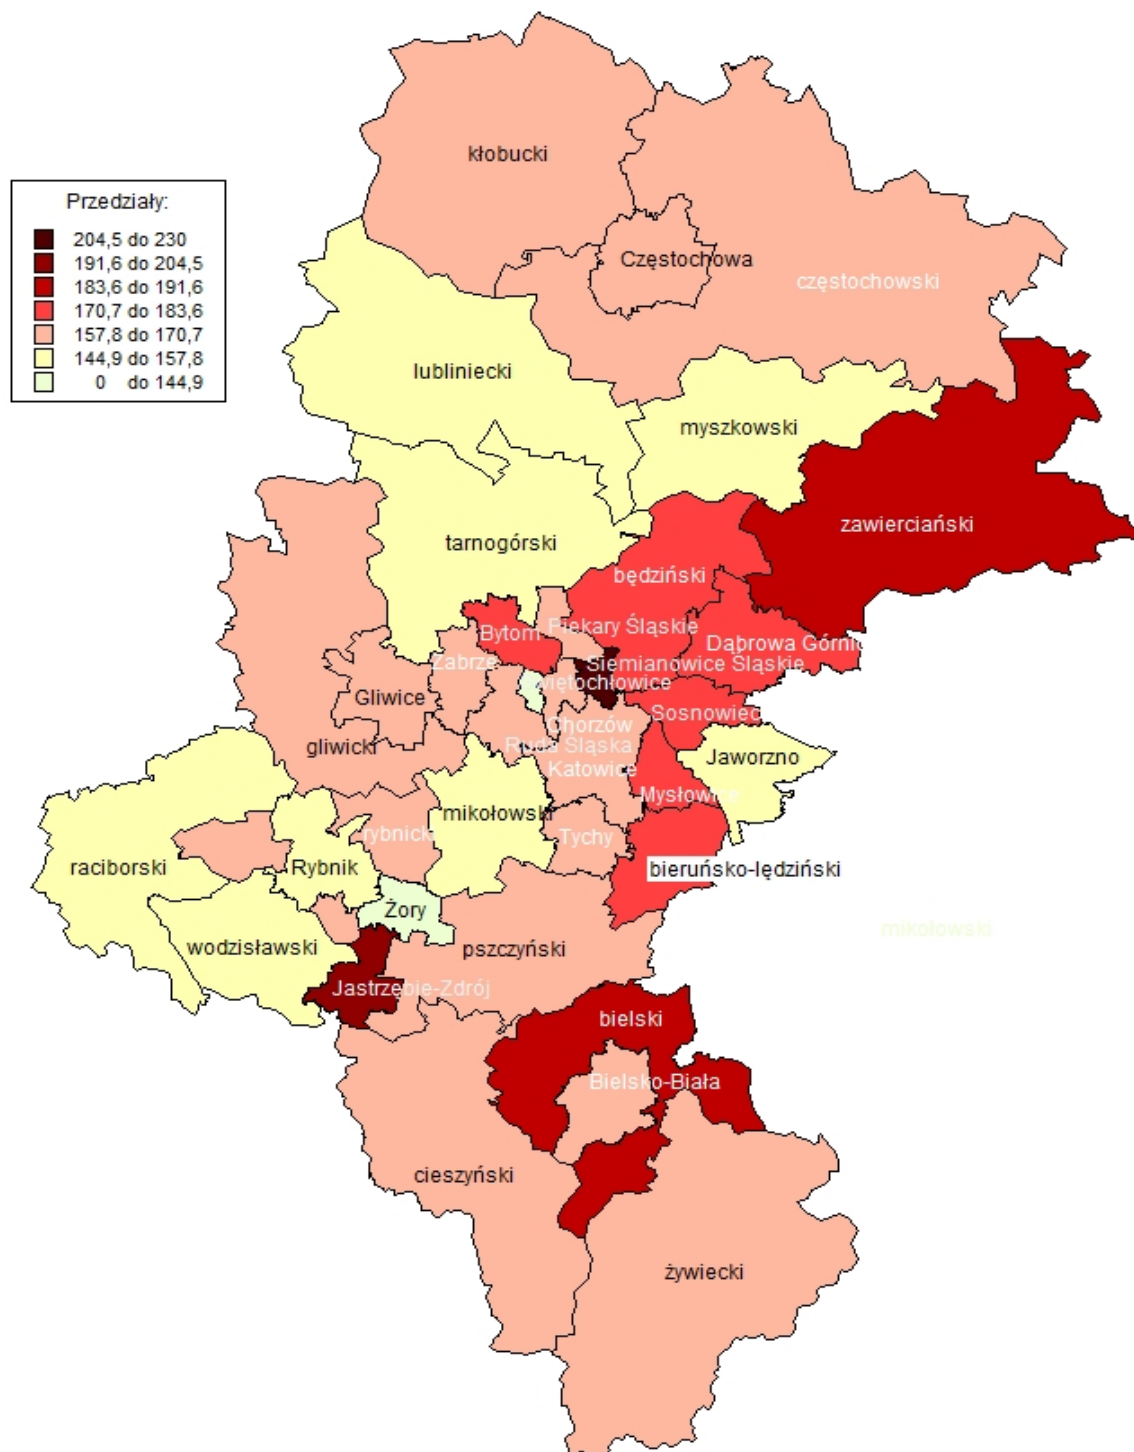 kłobucki
Przedziały:
204,5 do 230
191,6 do 204,5
183,6 do 191,6
170,7 do 183,6
157,8 do 170,7
144,9 do 157,8
0 do 144,9
Częstochowa
częstochowski
lubliniecki
myszkowski
zawierciański
tarnogórski
będziński
Piekary Śląskie
Bytom
Dąbrowa Górnic
Zabrze
Siemianowice Śląskie
więtochłowice
Gliwice
Sosnowiec
Chorzów
gliwicki
Ruda Śląska
Jaworzno
Katowice
Mysłowice
mikołowski
rybnicki
Tychy
raciborski
Rybnik
bieruńsko-lędziński
Żory
mikołowski
wodzisławski
pszczyński
Jastrzębie-Zdrój
bielski
Bielsko-Biała
cieszyński
żywiecki